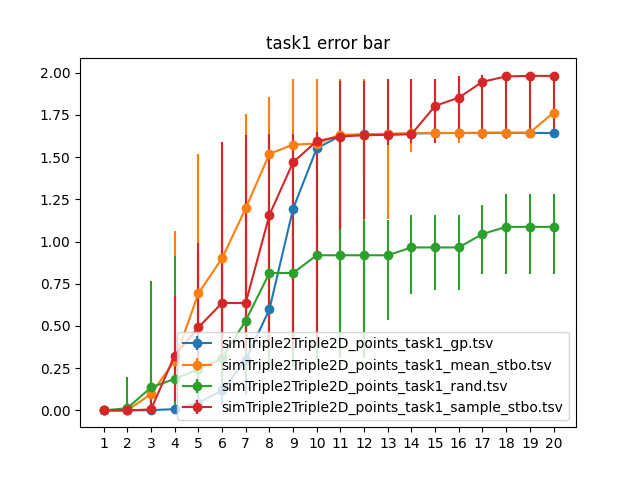 task1 error bar
2.00
1.75
1.50
1.25
1.00
0.75
0.50
0.25
0.00
simTriple2Triple2D_points_task1_gp.tsv
simTriple2Triple2D_points_task1_mean_stbo.tsv
simTriple2Triple2D_points_task1_rand.tsv
simTriple2Triple2D_points_task1_sample_stbo.tsv
1 2 3 4 5 6 7 8 9 10 11 12 13 14 15 16 17 18 19 20